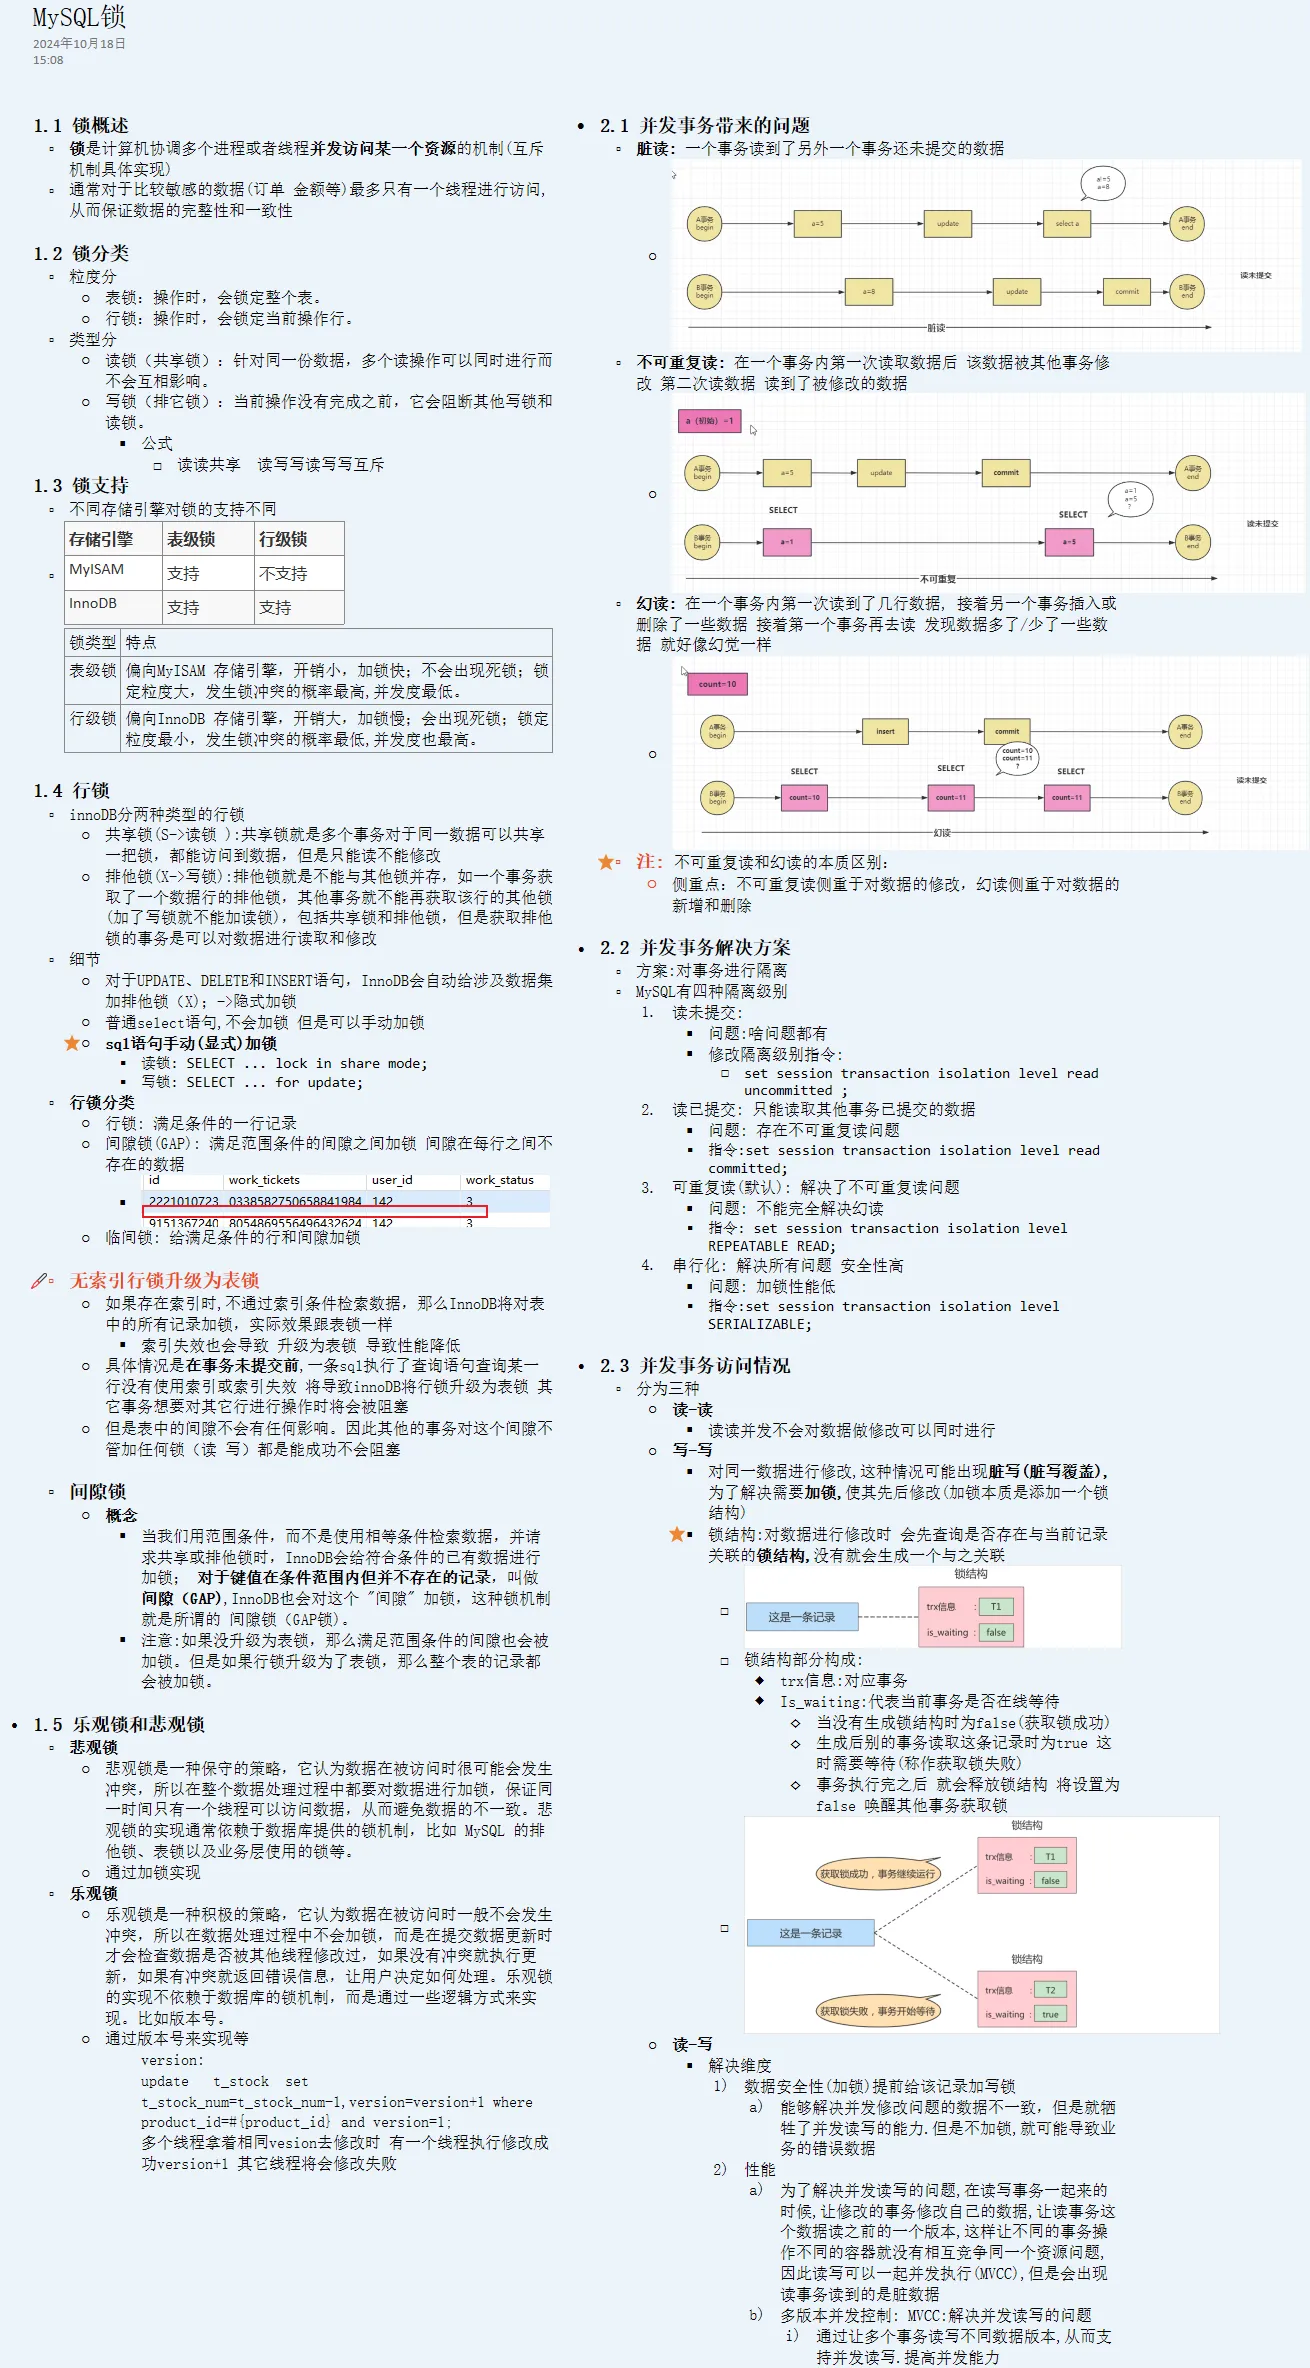 MySQL锁
2024年10月18日
15:08
1.1 锁概述
锁是计算机协调多个进程或者线程并发访问某一个资源的机制(互斥
机制具体实现)
通常对于比较敏感的数据(订单 金额等)最多只有一个线程进行访问,
从而保证数据的完整性和一致性
1.2 锁分类
粒度分
表锁: 操作时，会锁定整个表。
行锁: 操作时，会锁定当前操作行。
类型分
读锁（共享锁）: 针对同一份数据，多个读操作可以同时进行而
不会互相影响。
写锁（排它锁）: 当前操作没有完成之前，它会阻断其他写锁和
读锁。
公式
读读共享 读写写读写写互斥
1.3 锁支持
不同存储引擎对锁的支持不同
存储引擎 表级锁 行级锁
MyISAM 支持 不支持
InnoDB 支持 支持
锁类型 特点
表级锁 偏向MyISAM 存储引擎，开销小，加锁快; 不会出现死锁; 锁
定粒度大，发生锁冲突的概率最高,并发度最低。
行级锁 偏向InnoDB 存储引擎，开销大，加锁慢; 会出现死锁; 锁定
粒度最小，发生锁冲突的概率最低,并发度也最高。
1.4 行锁
innoDB分两种类型的行锁
共享锁(S->读锁 ):共享锁就是多个事务对于同一数据可以共享
一把锁，都能访问到数据，但是只能读不能修改
排他锁(X->写锁):排他锁就是不能与其他锁并存，如一个事务获
取了一个数据行的排他锁，其他事务就不能再获取该行的其他锁
(加了写锁就不能加读锁)，包括共享锁和排他锁，但是获取排他
锁的事务是可以对数据进行读取和修改
细节
对于UPDATE、DELETE和INSERT语句，InnoDB会自动给涉及数据集
加排他锁（X); ->隐式加锁
普通select语句,不会加锁 但是可以手动加锁
sql语句手动(显式)加锁
读锁: SELECT ... lock in share mode;
写锁: SELECT ... for update;
行锁分类
行锁: 满足条件的一行记录
间隙锁(GAP): 满足范围条件的间隙之间加锁 间隙在每行之间不
存在的数据
id work_tickets user_id work_status
2221010723 0338582750658841984 142 3
9151367240 8054869556496432624 142 3
临间锁: 给满足条件的行和间隙加锁
无索引行锁升级为表锁
如果存在索引时,不通过索引条件检索数据，那么InnoDB将对表
中的所有记录加锁，实际效果跟表锁一样
索引失效也会导致 升级为表锁 导致性能降低
具体情况是在事务未提交前,一条sql执行了查询语句查询某一
行没有使用索引或索引失效 将导致innoDB将行锁升级为表锁 其
它事务想要对其它行进行操作时将会被阻塞
但是表中的间隙不会有任何影响。因此其他的事务对这个间隙不
管加任何锁（读 写）都是能成功不会阻塞
间隙锁
概念
当我们用范围条件，而不是使用相等条件检索数据，并请
求共享或排他锁时，InnoDB会给符合条件的已有数据进行
加锁; 对于键值在条件范围内但并不存在的记录，叫做
间隙（GAP),InnoDB也会对这个 "间隙" 加锁，这种锁机制
就是所谓的 间隙锁（GAP锁)。
注意:如果没升级为表锁，那么满足范围条件的间隙也会被
加锁。但是如果行锁升级为了表锁，那么整个表的记录都
会被加锁。
1.5 乐观锁和悲观锁
悲观锁
悲观锁是一种保守的策略，它认为数据在被访问时很可能会发生
冲突，所以在整个数据处理过程中都要对数据进行加锁，保证同
一时间只有一个线程可以访问数据，从而避免数据的不一致。悲
观锁的实现通常依赖于数据库提供的锁机制，比如 MySQL 的排
他锁、表锁以及业务层使用的锁等。
通过加锁实现
乐观锁
乐观锁是一种积极的策略，它认为数据在被访问时一般不会发生
冲突，所以在数据处理过程中不会加锁，而是在提交数据更新时
才会检查数据是否被其他线程修改过，如果没有冲突就执行更
新，如果有冲突就返回错误信息，让用户决定如何处理。乐观锁
的实现不依赖于数据库的锁机制，而是通过一些逻辑方式来实
现。比如版本号。
通过版本号来实现等
version:
update t_stock set
t_stock_num=t_stock_num-1,version=version+1 where
product_id=#{product_id} and version=1;
多个线程拿着相同vesion去修改时 有一个线程执行修改成
功version+1 其它线程将会修改失败
2.1 并发事务带来的问题
脏读: 一个事务读到了另外一个事务还未提交的数据
a!=5
a=8
A事务
begin
a=5
update
select a
A事务
end
读未提交
B事务
begin
a=8
update
commit
B事务
end
脏读
不可重复读: 在一个事务内第一次读取数据后 该数据被其他事务修
改 第二次读数据 读到了被修改的数据
a（初始）=1
A事务
begin
a=5
update
commit
A事务
end
a=1
a=5
?
SELECT
SELECT
读未提交
B事务
begin
a=1
a=5
B事务
end
不可重复
幻读: 在一个事务内第一次读到了几行数据, 接着另一个事务插入或
删除了一些数据 接着第一个事务再去读 发现数据多了/少了一些数
据 就好像幻觉一样
count=10
A事务
begin
insert
commit
A事务
end
count=10
count=11
?
SELECT
SELECT
SELECT
读未提交
B事务
begin
count=10
count=11
count=11
B事务
end
幻读
注: 不可重复读和幻读的本质区别:
侧重点: 不可重复读侧重于对数据的修改，幻读侧重于对数据的
新增和删除
2.2 并发事务解决方案
方案:对事务进行隔离
MySQL有四种隔离级别
1. 读未提交:
问题:啥问题都有
修改隔离级别指令:
set session transaction isolation level read
uncommitted ;
2. 读已提交: 只能读取其他事务已提交的数据
问题: 存在不可重复读问题
指令:set session transaction isolation level read
committed;
3. 可重复读(默认): 解决了不可重复读问题
问题: 不能完全解决幻读
指令: set session transaction isolation level
REPEATABLE READ;
4. 串行化: 解决所有问题 安全性高
问题: 加锁性能低
指令:set session transaction isolation level
SERIALIZABLE;
2.3 并发事务访问情况
分为三种
读-读
读读并发不会对数据做修改可以同时进行
写-写
对同一数据进行修改,这种情况可能出现脏写(脏写覆盖),
为了解决需要加锁,使其先后修改(加锁本质是添加一个锁
结构)
锁结构:对数据进行修改时 会先查询是否存在与当前记录
关联的锁结构,没有就会生成一个与之关联
锁结构
这是一条记录
trx信息 : T1
is_waiting : false
锁结构部分构成:
trx信息:对应事务
Is_waiting:代表当前事务是否在线等待
当没有生成锁结构时为false(获取锁成功)
生成后别的事务读取这条记录时为true 这
时需要等待(称作获取锁失败)
事务执行完之后 就会释放锁结构 将设置为
false 唤醒其他事务获取锁
锁结构
trx信息 : T1
is_waiting : false
获取锁成功，事务继续运行
这是一条记录
锁结构
trx信息 : T2
is_waiting : true
获取锁失败，事务开始等待
读-写
解决维度
1) 数据安全性(加锁)提前给该记录加写锁
a) 能够解决并发修改问题的数据不一致, 但是就牺
牲了并发读写的能力.但是不加锁,就可能导致业
务的错误数据
2) 性能
a) 为了解决并发读写的问题,在读写事务一起来的
时候,让修改的事务修改自己的数据,让读事务这
个数据读之前的一个版本,这样让不同的事务操
作不同的容器就没有相互竞争同一个资源问题,
因此读写可以一起并发执行(MVCC),但是会出现
读事务读到的是脏数据
b) 多版本并发控制: MVCC:解决并发读写的问题
i) 通过让多个事务读写不同数据版本,从而支
持并发读写.提高并发能力